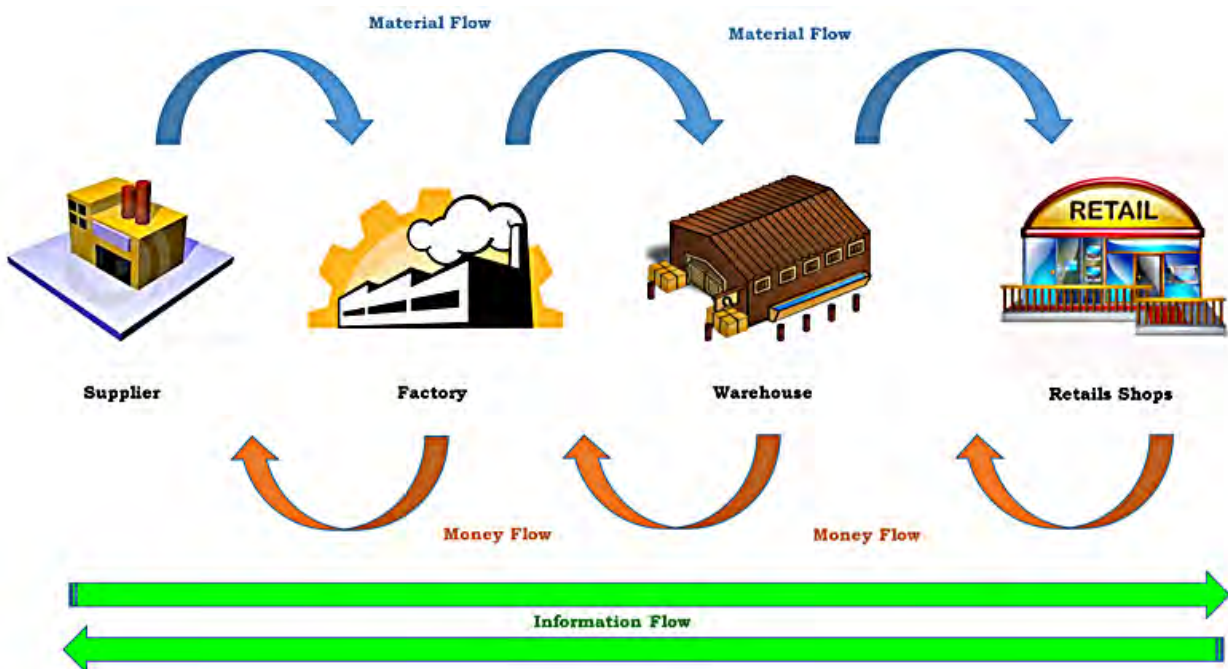 Material Flow
Material Flow
RETAIL
Supplier
Factory
Warehouse
Retails Shops
Money Flow
Money Flow
Information Flow